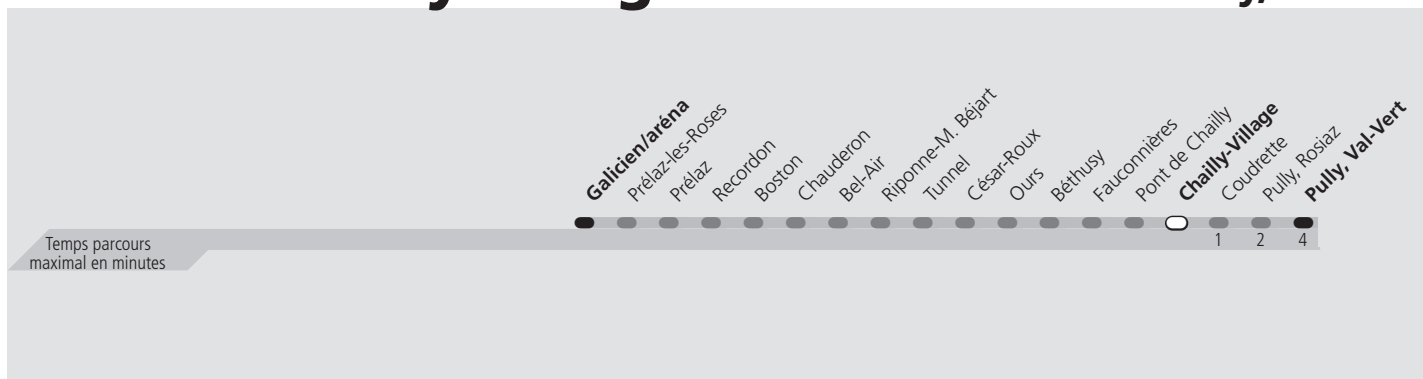 Galicien/aréna
Prélaz-les-Roses
Prélaz
Recordon
Boston
Chauderon
Bel-Air
Riponne-M. Béjart
Tunnel
César-Roux
Ours
Béthusy
Fauconnières
Pont de Chailly
Chailly-Village
Coudrette
Pully, Rosiaz
Pully, Val-Vert
Temps parcours
maximal en minutes
1 2 4